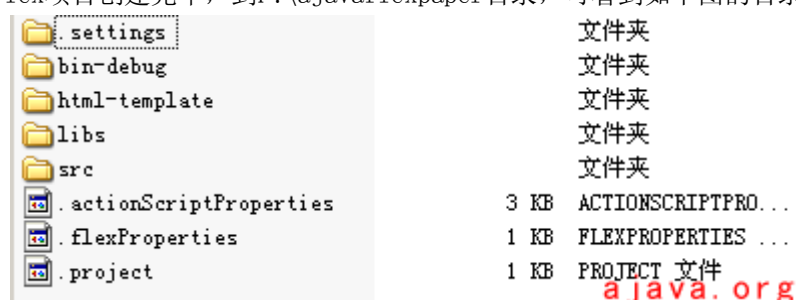 .settings 文件夹
bin-debug 文件夹
html-template 文件夹
libs 文件夹
src 文件夹
.actionScriptProperties 3 KB ACTIONSCRIPTPRO...
.flexProperties 1 KB FLEXPROPERTIES ...
.project 1 KB PROJECT 文件
ajava.org